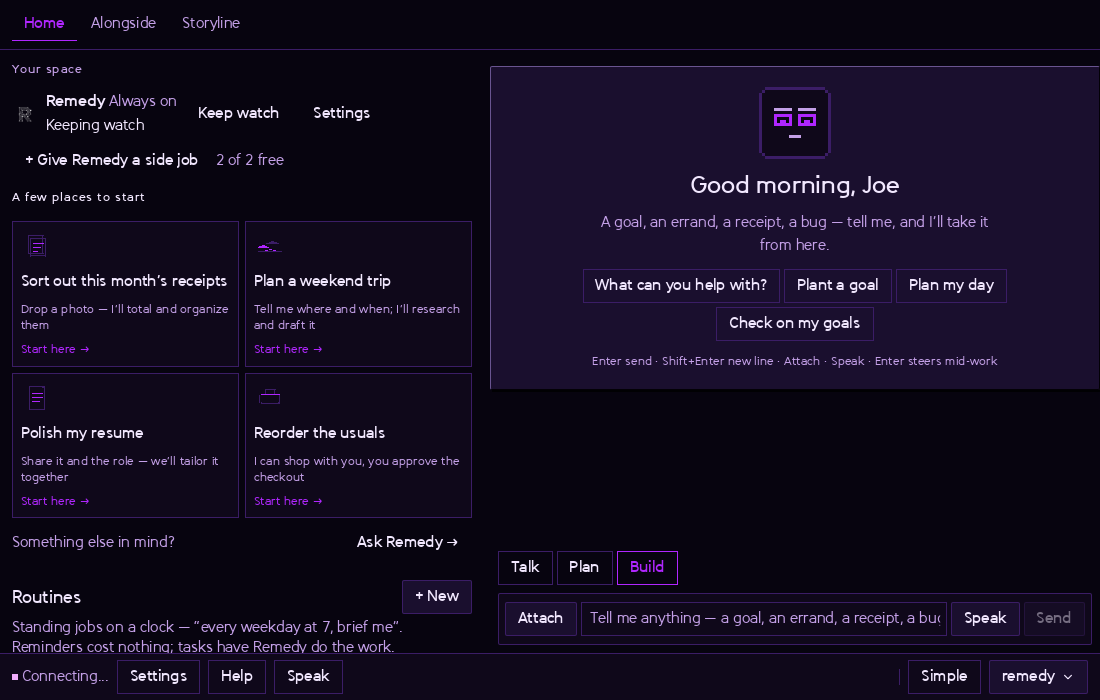 Home Alongside Storyline
Your space
Remedy Always on
Keeping watch
Keep watch
Settings
+ Give Remedy a side job 2 of 2 free
A few places to start
Sort out this month's receipts
Drop a photo — I'll total and organize
them
Start here →
Plan a weekend trip
Tell me where and when; I'll research
and draft it
Start here →
Polish my resume
Share it and the role — we'll tailor it
together
Start here →
Reorder the usuals
I can shop with you, you approve the
checkout
Start here →
Something else in mind?
Ask Remedy →
Routines
+ New
Standing jobs on a clock — "every weekday at 7, brief me".
Reminders cost nothing; tasks have Remedy do the work.
Good morning, Joe
A goal, an errand, a receipt, a bug — tell me, and I'll take it
from here.
What can you help with? Plant a goal Plan my day
Check on my goals
Enter send · Shift+Enter new line · Attach · Speak · Enter steers mid-work
Talk Plan Build
Attach Tell me anything — a goal, an errand, a receipt, a bug Speak Send
Connecting... Settings Help Speak Simple remedy